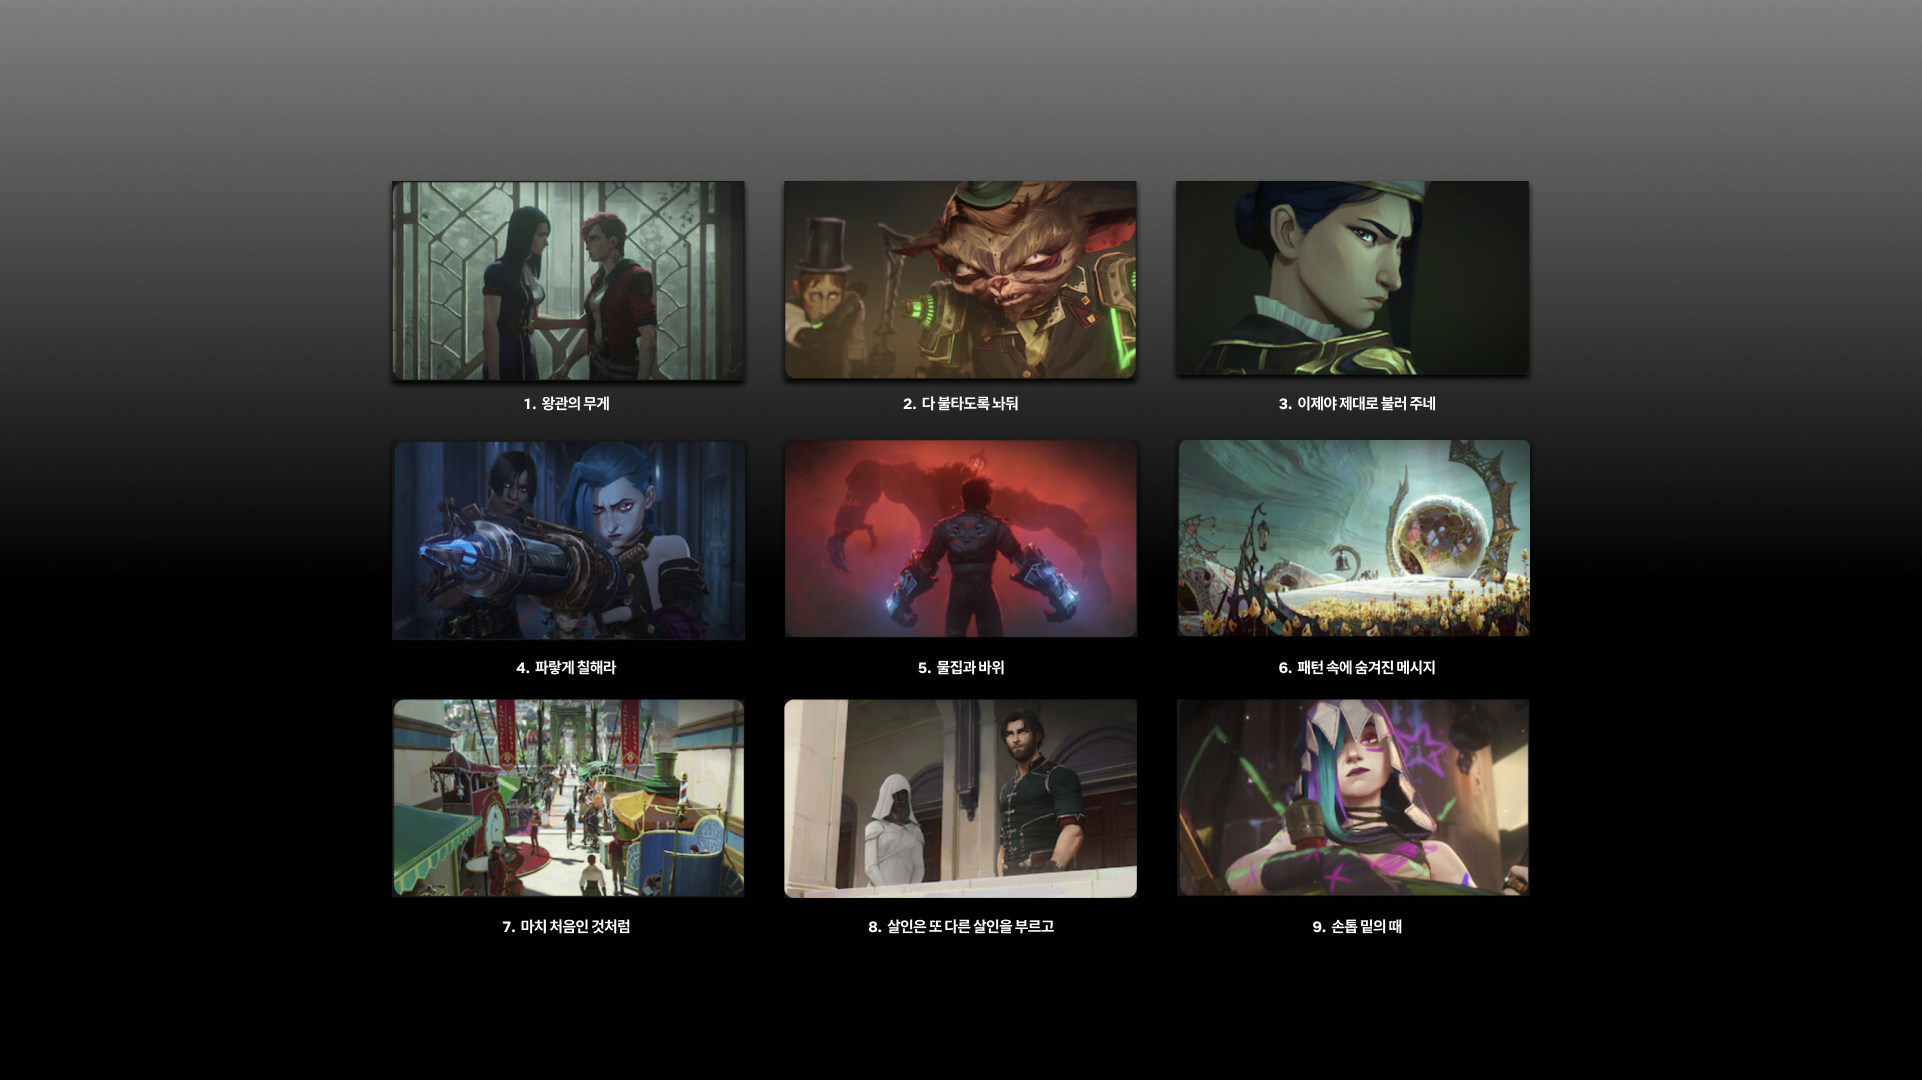 1. 왕관의 무게
2. 다 불타도록 놔둬
3. 이제야 제대로 불러 주네
4. 파랗게 칠해라
5. 물집과 바위
6. 패턴 속에 숨겨진 메시지
7. 마치 처음인 것처럼
8. 살인은 또 다른 살인을 부르고
9. 손톱 밑의 때